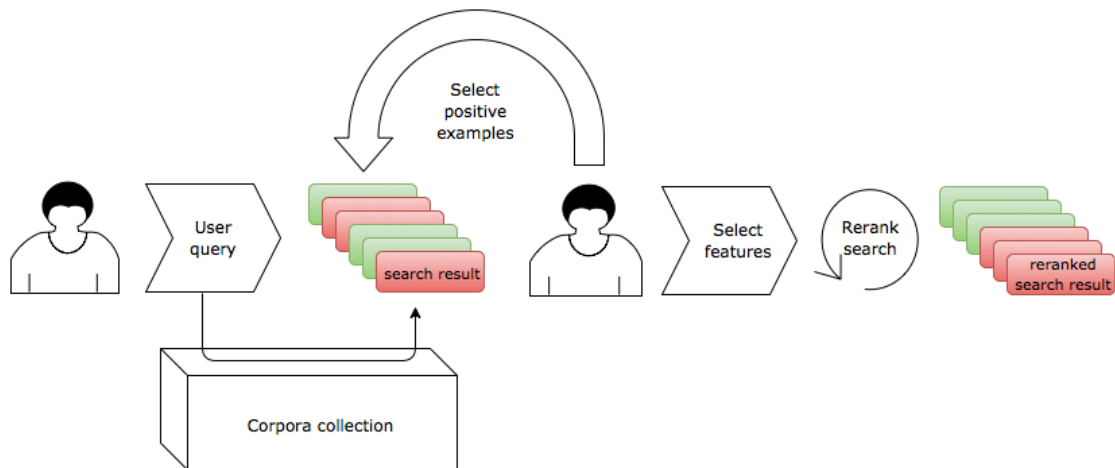 Select
positive
examples
User
query
search result
Select
features
Rerank
search
reranked
search result
Corpora collection